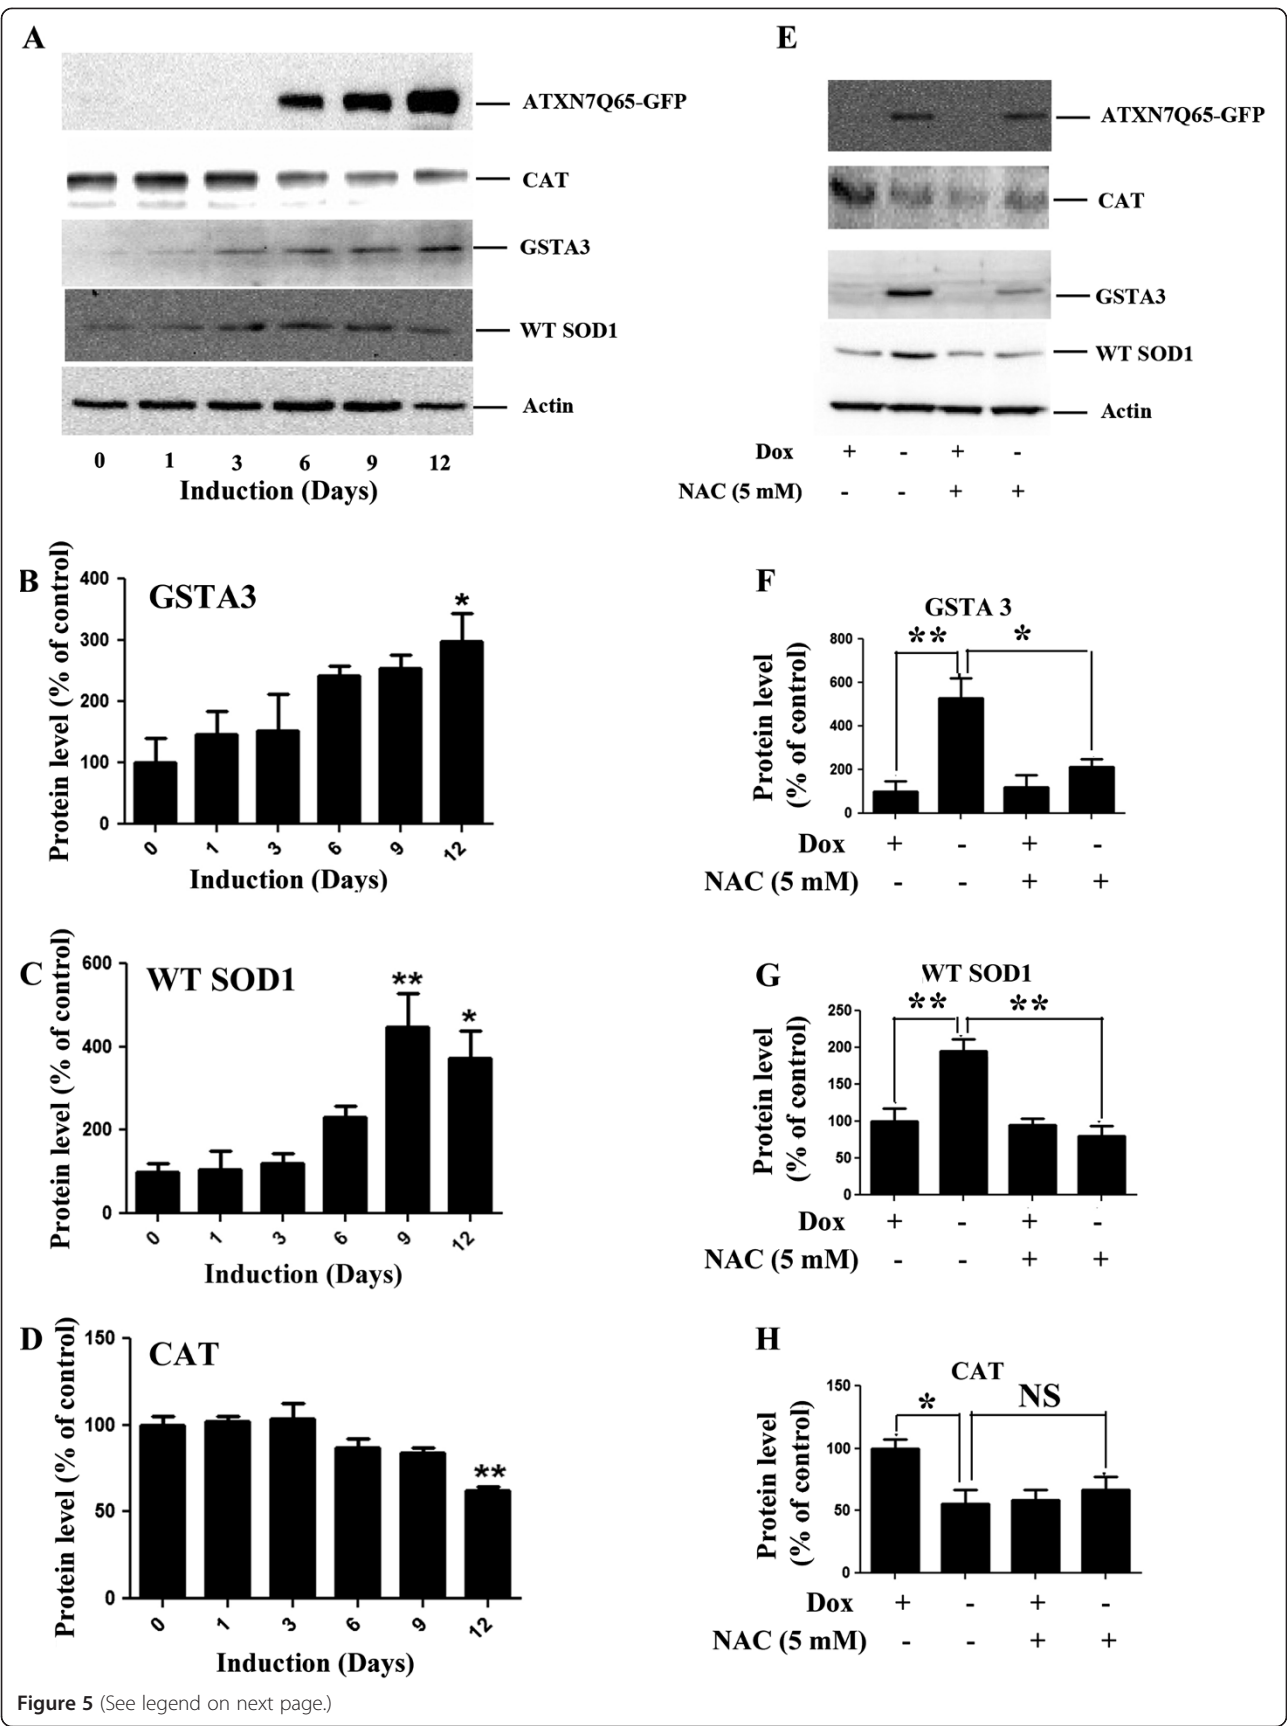 A
ATXN7Q65-GFP
CAT
GSTA3
WT SOD1
Actin
0 1 3 6 9 12
Induction (Days)
E
ATXN7Q65-GFP
CAT
GSTA3
WT SOD1
Actin
Dox + - + -
NAC (5 mM) - - + +
B
GSTA3
Protein level (% of control)
400
300
200
100
0
*
0 1 3 6 9 12
Induction (Days)
F
GSTA 3
Protein level
(% of control)
800
600
400
200
0
** *
Dox + - + -
NAC (5 mM) - - + +
C
WT SOD1
Protein level (% of control)
600
400
200
0
** *
0 1 3 6 9 12
Induction (Days)
G
WT SOD1
Protein level
(% of control)
250
200
150
100
50
0
** **
Dox + - + -
NAC (5 mM) - - + +
D
CAT
Protein level (% of control)
150
100
50
0
**
0 1 3 6 9 12
Induction (Days)
H
CAT
Protein level
(% of control)
150
100
50
0
* NS
Dox + - + -
NAC (5 mM) - - + +
Figure 5 (See legend on next page.)